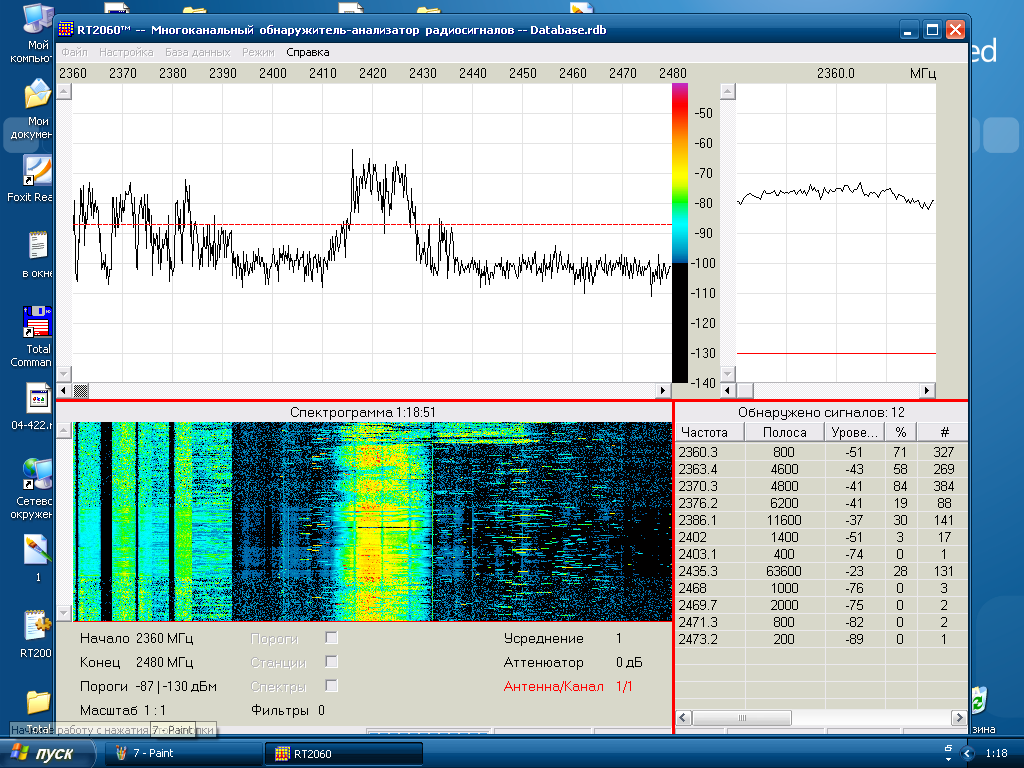 RT2060™ -- Многоканальный обнаружитель-анализатор радиосигналов -- Database.rdb
Файл Настройка База данных Режим Справка
2360 2370 2380 2390 2400 2410 2420 2430 2440 2450 2460 2470 2480
2360.0 МГц
-50
-60
-70
-80
-90
-100
-110
-120
-130
-140
Спектрограмма 1:18:51
Обнаружено сигналов: 12
Частота Полоса Урове... % #
2360.3 800 -51 71 327
2363.4 4600 -43 58 269
2370.3 4800 -41 84 384
2376.2 6200 -41 19 88
2386.1 11600 -37 30 141
2402 1400 -51 3 17
2403.1 400 -74 0 1
2435.3 63600 -23 28 131
2468 1000 -76 0 3
2469.7 2000 -75 0 2
2471.3 800 -82 0 2
2473.2 200 -89 0 1
Начало 2360 МГц Пороги Усреднение 1
Конец 2480 МГц Станции Аттенюатор 0 дБ
Пороги -87|-130 дБм Спектры Антенна/Канал 1/1
Масштаб 1:1 Фильтры 0
Мой
компью
Мои
докумен
Foxit Rea
в окне
Total
Comman
04-422.r
Сетево
окружен
1
RT200
Total
ed
зина
Начните работу с нажатия
7 - Paint
пки
пуск
7 - Paint
RT2060
1:18